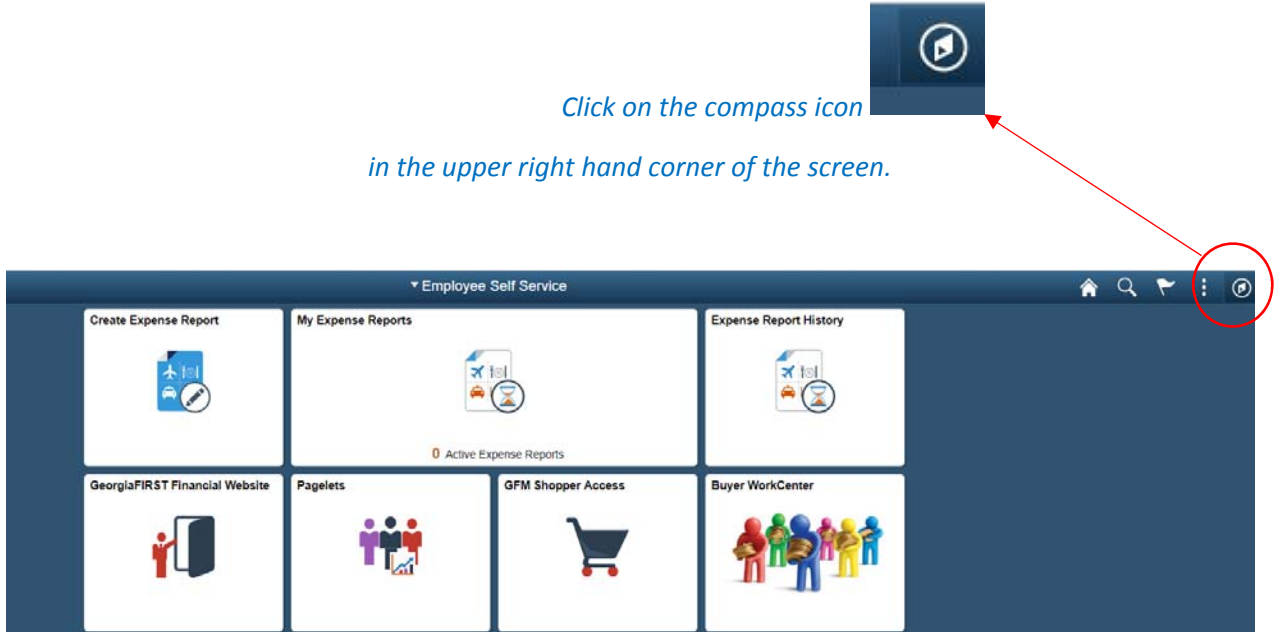 Click on the compass icon
in the upper right hand corner of the screen.
Employee Self Service
Create Expense Report
My Expense Reports
Expense Report History
0 Active Expense Reports
GeorgiaFIRST Financial Website
Pagelets
GFM Shopper Access
Buyer WorkCenter